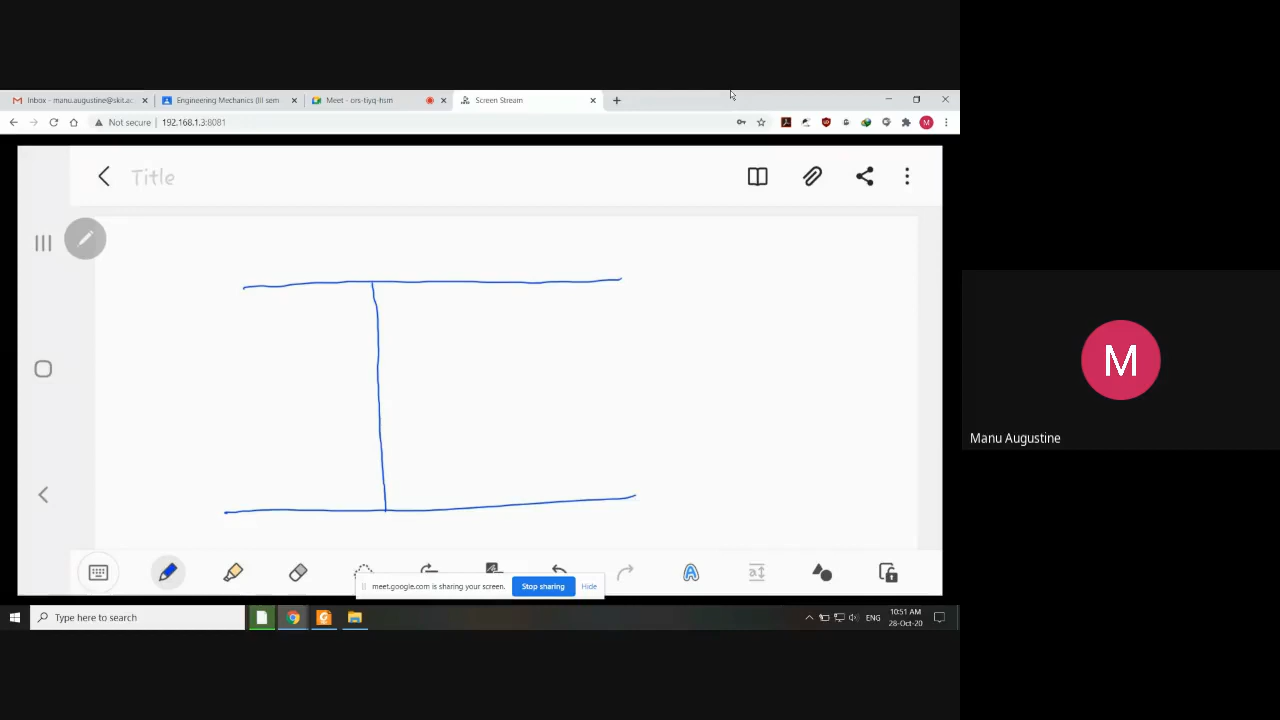 Inbox - manu.augustine@skit.ac. Engineering Mechanics (III sem Meet - crs-tiyq-hsm Screen Stream
Not secure | 192.168.1.3:8081 M
Title
M
Manu Augustine
meet.google.com is sharing your screen. Stop sharing Hide
Type here to search ENG 10:51 AM
28-Oct-20